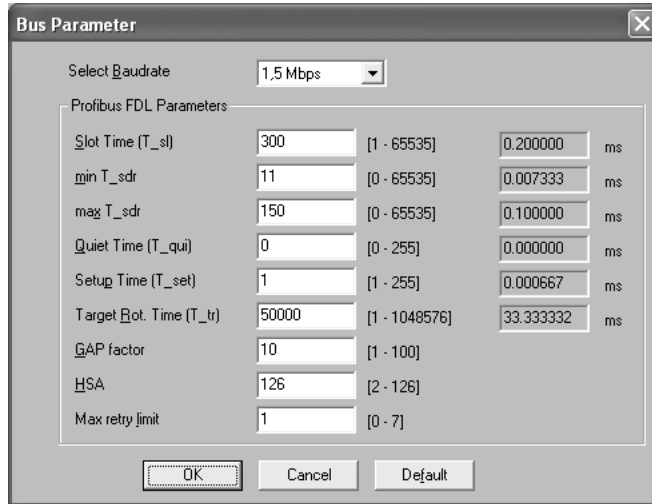 Bus Parameter
Select Baudrate 1,5 Mbps
Profibus FDL Parameters
Slot Time (T_sl) 300 [1 - 65535] 0.200000 ms
min T_sdr 11 [0 - 65535] 0.007333 ms
max T_sdr 150 [0 - 65535] 0.100000 ms
Quiet Time (T_qui) 0 [0 - 255] 0.000000 ms
Setup Time (T_set) 1 [1 - 255] 0.000667 ms
Target Rot. Time (T_tr) 50000 [1 - 1048576] 33.333332 ms
GAP factor 10 [1 - 100]
HSA 126 [2 - 126]
Max retry limit 1 [0 - 7]
OK Cancel Default